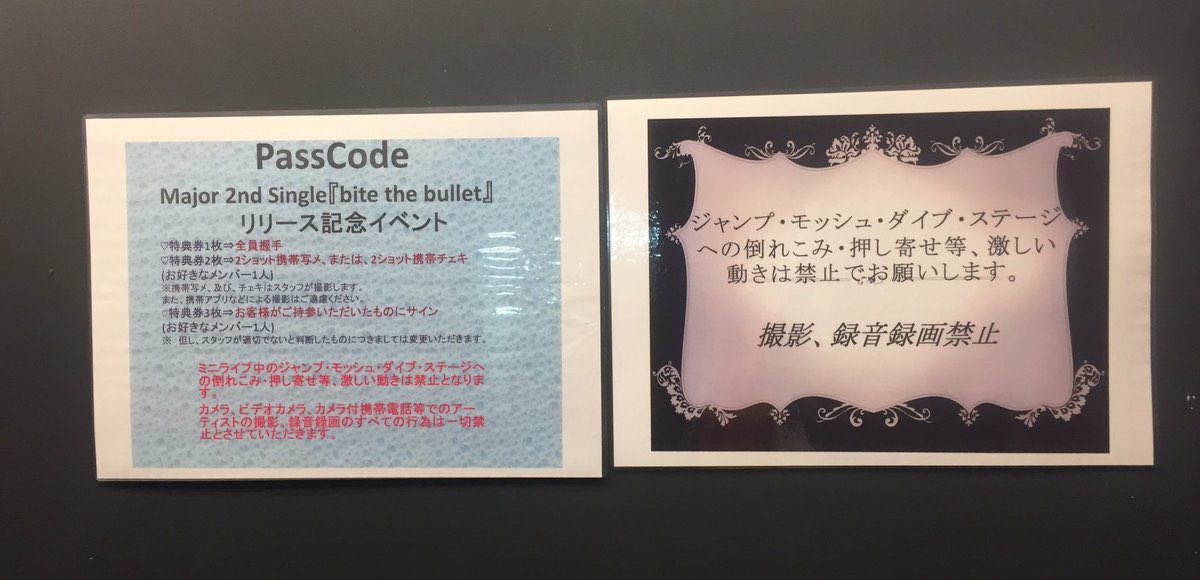 PassCode
Major 2nd Single『bite the bullet』
リリース記念イベント
♡特典券1枚⇒全員握手
♡特典券2枚⇒2ショット携帯写メ、または、2ショット携帯チェキ
(お好きなメンバー1人)
※携帯写メ、及び、チェキはスタッフが撮影します。
また、携帯アプリなどによる撮影はご遠慮ください。
♡特典券3枚⇒お客様がご持参いただいたものにサイン
(お好きなメンバー1人)
※ 但し、スタッフが適切でないと判断したものにつきましては変更いただきます。
ミニライブ中のジャンプ・モッシュ・ダイブ・ステージへ
の倒れこみ・押し寄せ等、激しい動きは禁止となりま
す。
カメラ、ビデオカメラ、カメラ付携帯電話等でのアー
ティストの撮影、録音録画のすべての行為は一切禁
止とさせていただきます。
ジャンプ・モッシュ・ダイブ・ステージ
への倒れこみ・押し寄せ等、激しい
動きは禁止でお願いします。
撮影、録音録画禁止